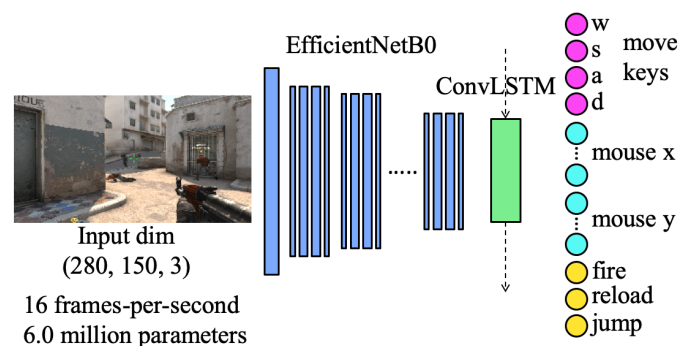 EfficientNetB0
ConvLSTM
w
s
a
d
move
keys
mouse x
mouse y
fire
reload
jump
Input dim
(280, 150, 3)
16 frames-per-second
6.0 million parameters